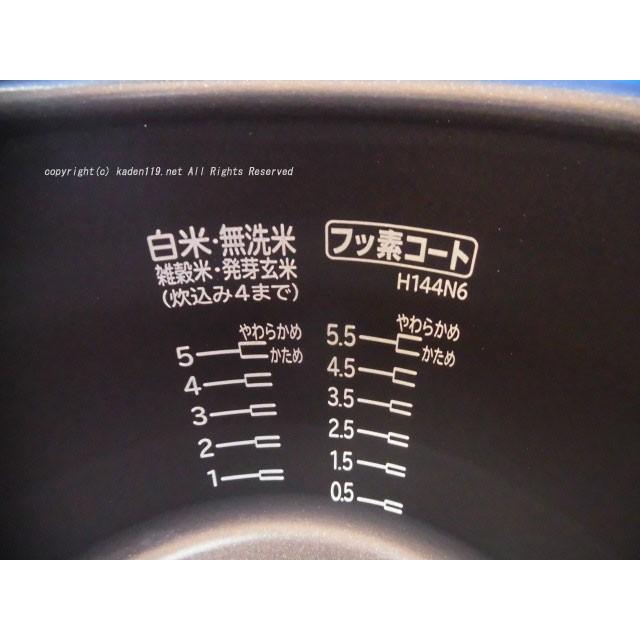 copyright(c) kaden119.net All Rights Reserved
白米・無洗米
雑穀米・発芽玄米
(炊込み4まで)
やわらかめ
5
かため
4
3
2
1
フッ素コート
H144N6
やわらかめ
5.5
かため
4.5
3.5
2.5
1.5
0.5